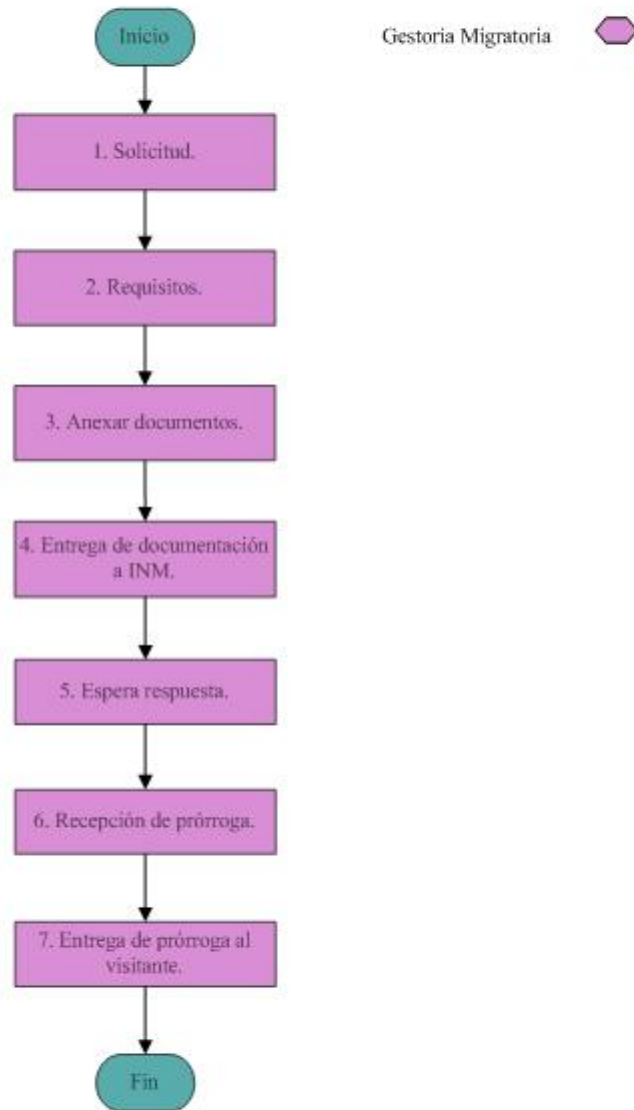 Inicio
Gestoria Migratoria
1. Solicitud.
2. Requisitos.
3. Anexar documentos.
4. Entrega de documentación
a INM.
5. Espera respuesta.
6. Recepción de prórroga.
7. Entrega de prórroga al
visitante.
Fin